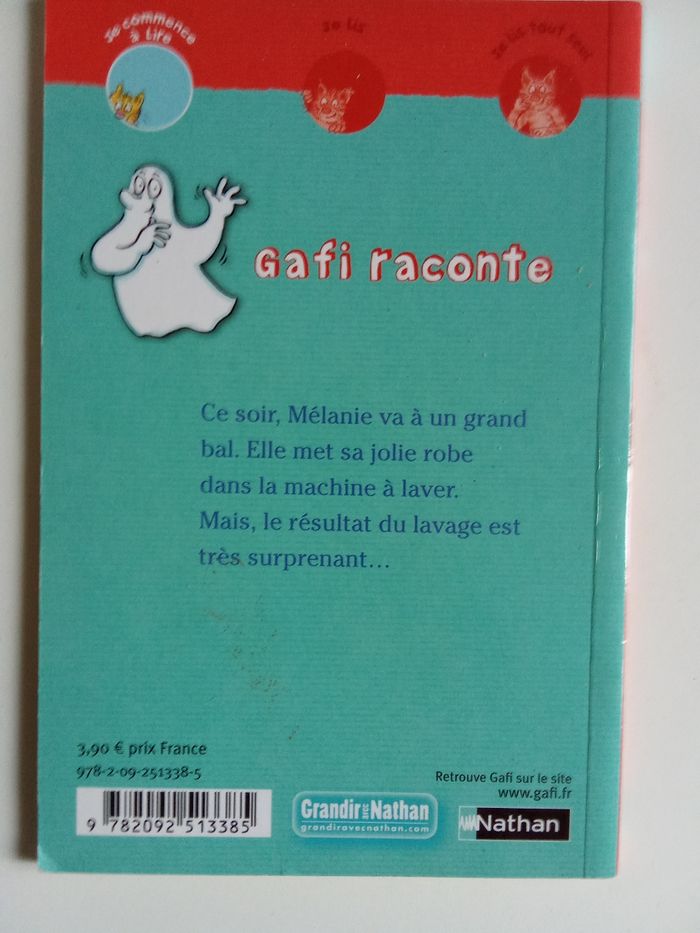 Je commence
à lire
Je lis
Je lis tout seul
Gafi raconte
Ce soir, Mélanie va à un grand
bal. Elle met sa jolie robe
dans la machine à laver.
Mais, le résultat du lavage est
très surprenant…
3,90 € prix France
978-2-09-251338-5
9 782092 513385
Grandir avec Nathan
grandiravecnathan.com
Retrouve Gafi sur le site
www.gafi.fr
Nathan